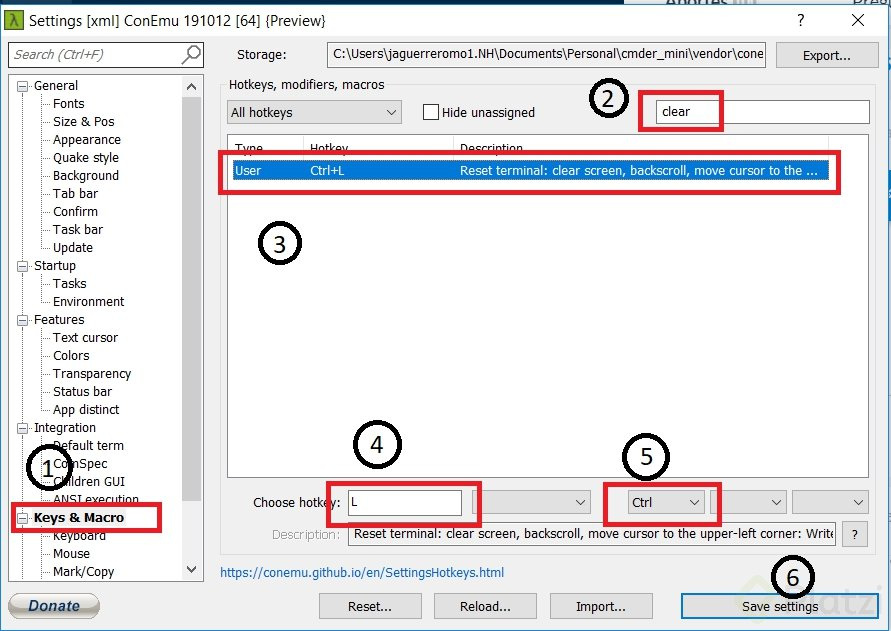 Settings [xml] ConEmu 191012 [64] {Preview}
?
Search (Ctrl+F)
Storage:
C:\Users\jaguerreromo1.NH\Documents\Personal\cmder_mini\vendor\cone
Export...
General
Fonts
Size & Pos
Appearance
Quake style
Background
Tab bar
Confirm
Task bar
Update
Startup
Tasks
Environment
Features
Text cursor
Colors
Transparency
Status bar
App distinct
Integration
Default term
1
ComSpec
Children GUI
ANSI execution
Keys & Macro
Keyboard
Mouse
Mark/Copy
Donate
Hotkeys, modifiers, macros
All hotkeys
Hide unassigned
2
clear
Type Hotkey Description
User Ctrl+L Reset terminal: clear screen, backscroll, move cursor to the ...
3
4
5
Choose hotkey: L Ctrl
Description: Reset terminal: clear screen, backscroll, move cursor to the upper-left corner: Write
?
https://conemu.github.io/en/SettingsHotkeys.html
6
Reset... Reload... Import... Save settings